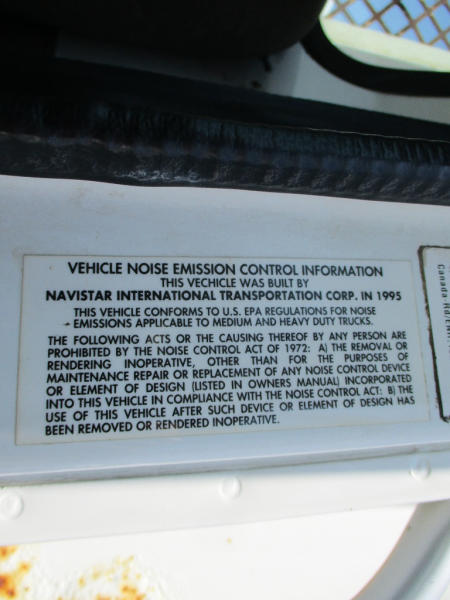 VEHICLE NOISE EMISSION CONTROL INFORMATION
THIS VECHICLE WAS BUILT BY
NAVISTAR INTERNATIONAL TRANSPORTATION CORP. IN 1995
THIS VEHICLE CONFORMS TO U.S. EPA REGULATIONS FOR NOISE
EMISSIONS APPLICABLE TO MEDIUM AND HEAVY DUTY TRUCKS.
THE FOLLOWING ACTS OR THE CAUSING THEREOF BY ANY PERSON ARE
PROHIBITED BY THE NOISE CONTROL ACT OF 1972: A) THE REMOVAL OR
RENDERING INOPERATIVE, OTHER THAN FOR THE PURPOSES OF
MAINTENANCE REPAIR OR REPLACEMENT OF ANY NOISE CONTROL DEVICE
OR ELEMENT OF DESIGN (LISTED IN OWNERS MANUAL) INCORPORATED
INTO THIS VEHICLE IN COMPLIANCE WITH THE NOISE CONTROL ACT: B) THE
USE OF THIS VEHICLE AFTER SUCH DEVICE OR ELEMENT OF DESIGN HAS
BEEN REMOVED OR RENDERED INOPERATIVE.
Canada